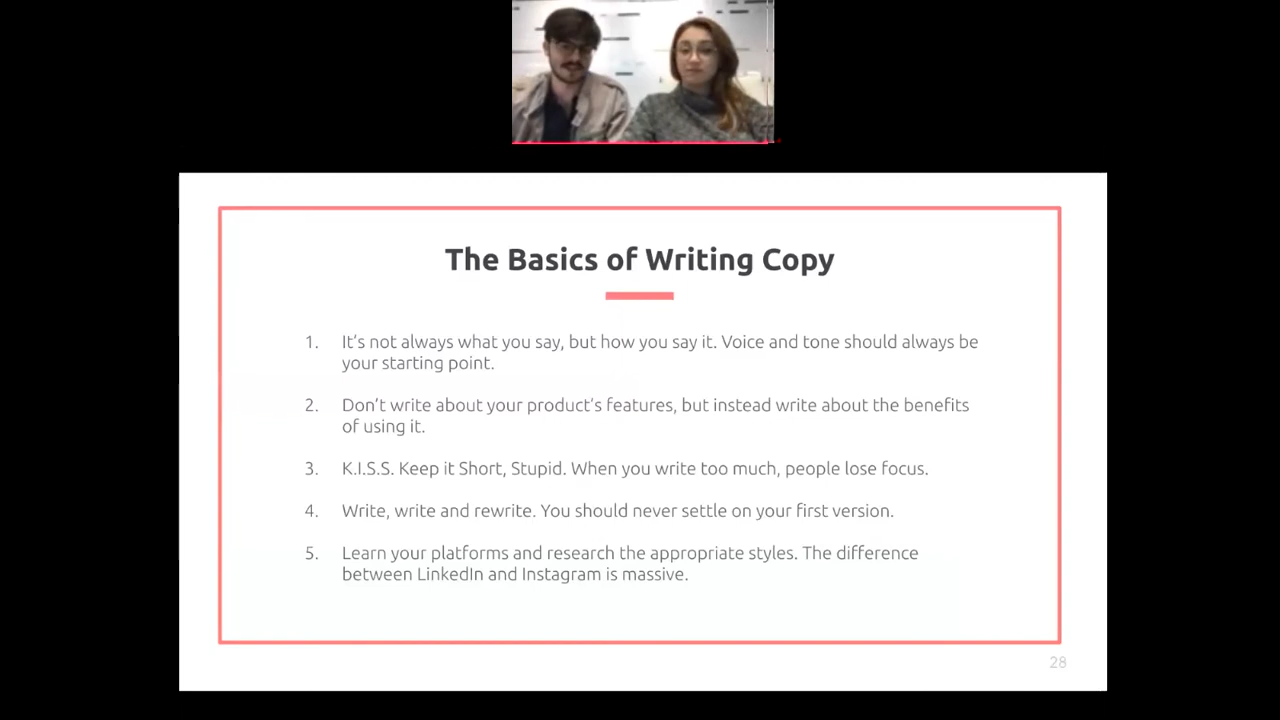 The Basics of Writing Copy
1. It's not always what you say, but how you say it. Voice and tone should always be
your starting point.
2. Don't write about your product's features, but instead write about the benefits
of using it.
3. K.I.S.S. Keep it Short, Stupid. When you write too much, people lose focus.
4. Write, write and rewrite. You should never settle on your first version.
5. Learn your platforms and research the appropriate styles. The difference
between LinkedIn and Instagram is massive.
28